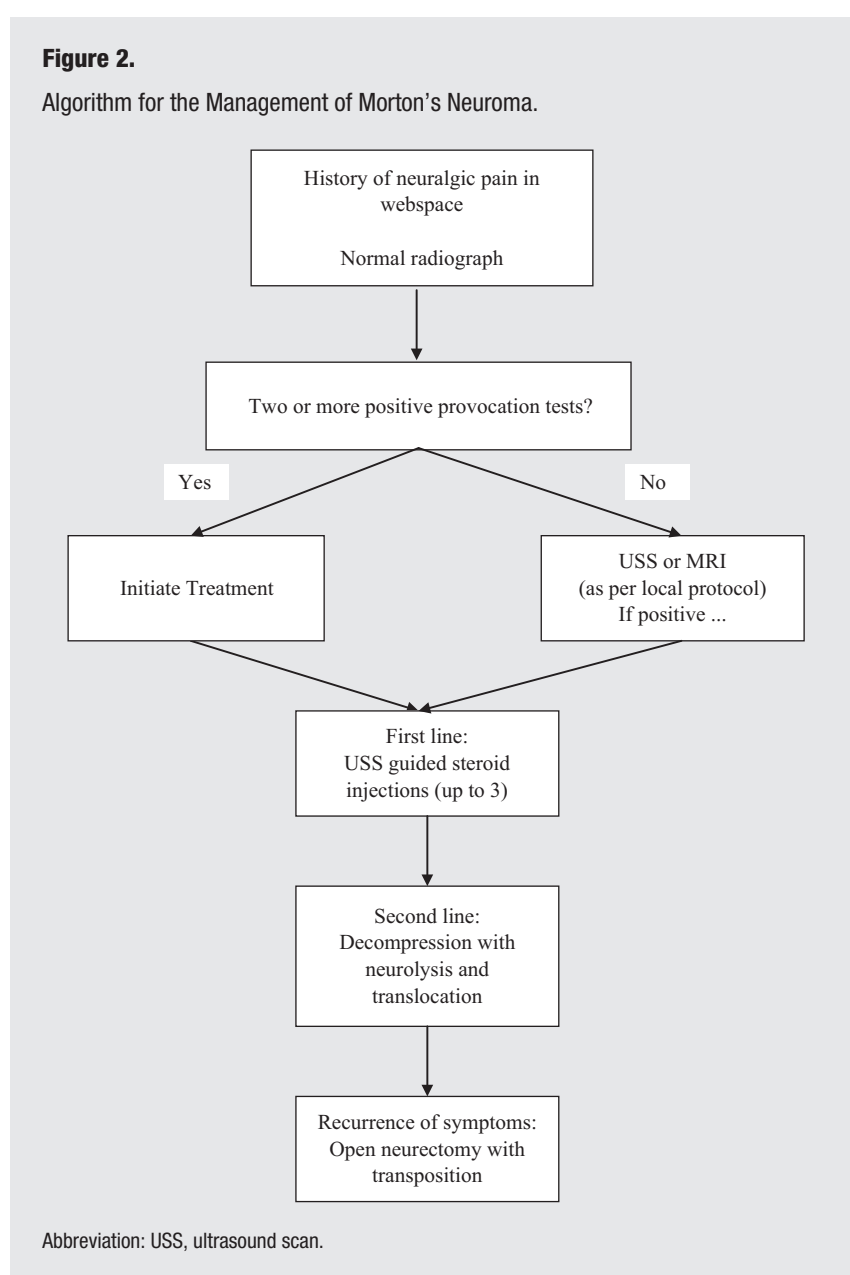 Figure 2.
Algorithm for the Management of Morton's Neuroma.
History of neuralgic pain in
webspace
Normal radiograph
Two or more positive provocation tests?
Yes
No
Initiate Treatment
USS or MRI
(as per local protocol)
If positive ...
First line:
USS guided steroid
injections (up to 3)
Second line:
Decompression with
neurolysis and
translocation
Recurrence of symptoms:
Open neurectomy with
transposition
Abbreviation: USS, ultrasound scan.